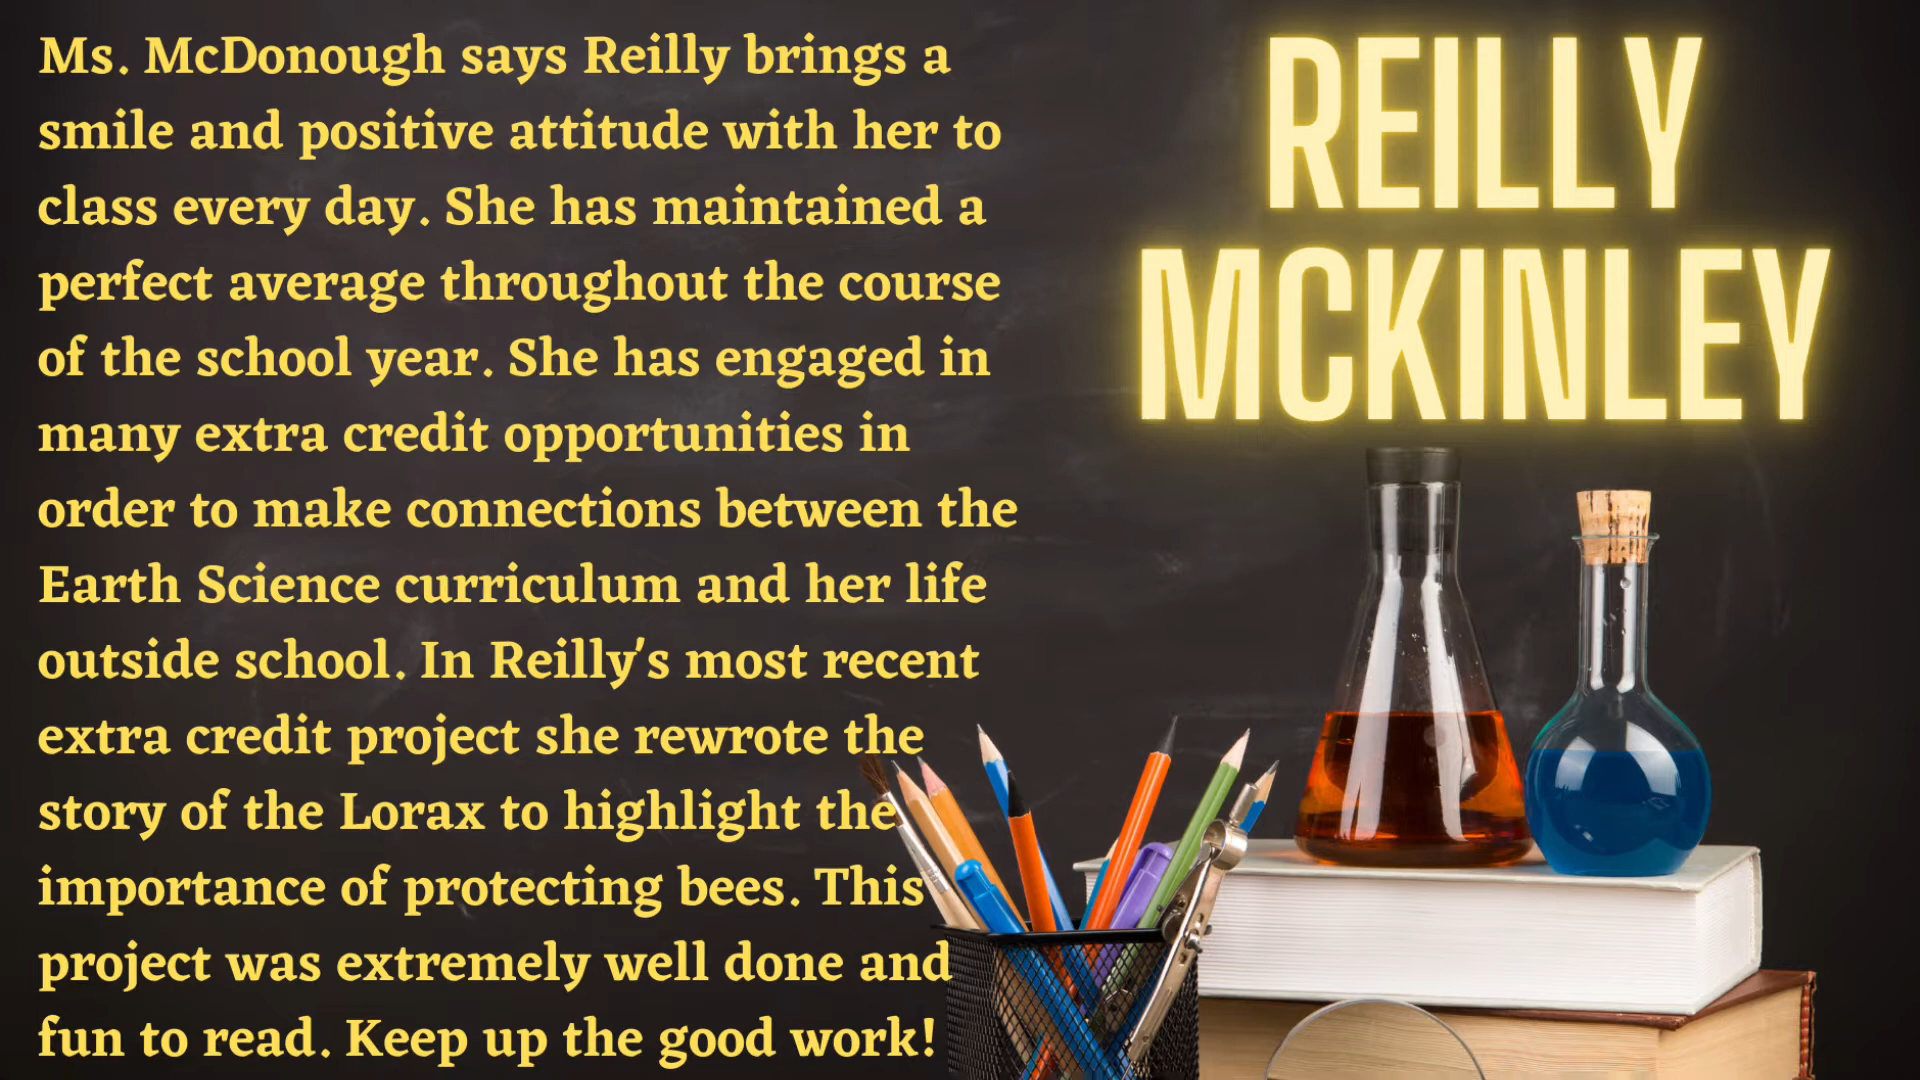 Ms. McDonough says Reilly brings a
smile and positive attitude with her to
class every day. She has maintained a
perfect average throughout the course
of the school year. She has engaged in
many extra credit opportunities in
order to make connections between the
Earth Science curriculum and her life
outside school. In Reilly's most recent
extra credit project she rewrote the
story of the Lorax to highlight the
importance of protecting bees. This
project was extremely well done and
fun to read. Keep up the good work!
REILLY
MCKINLEY